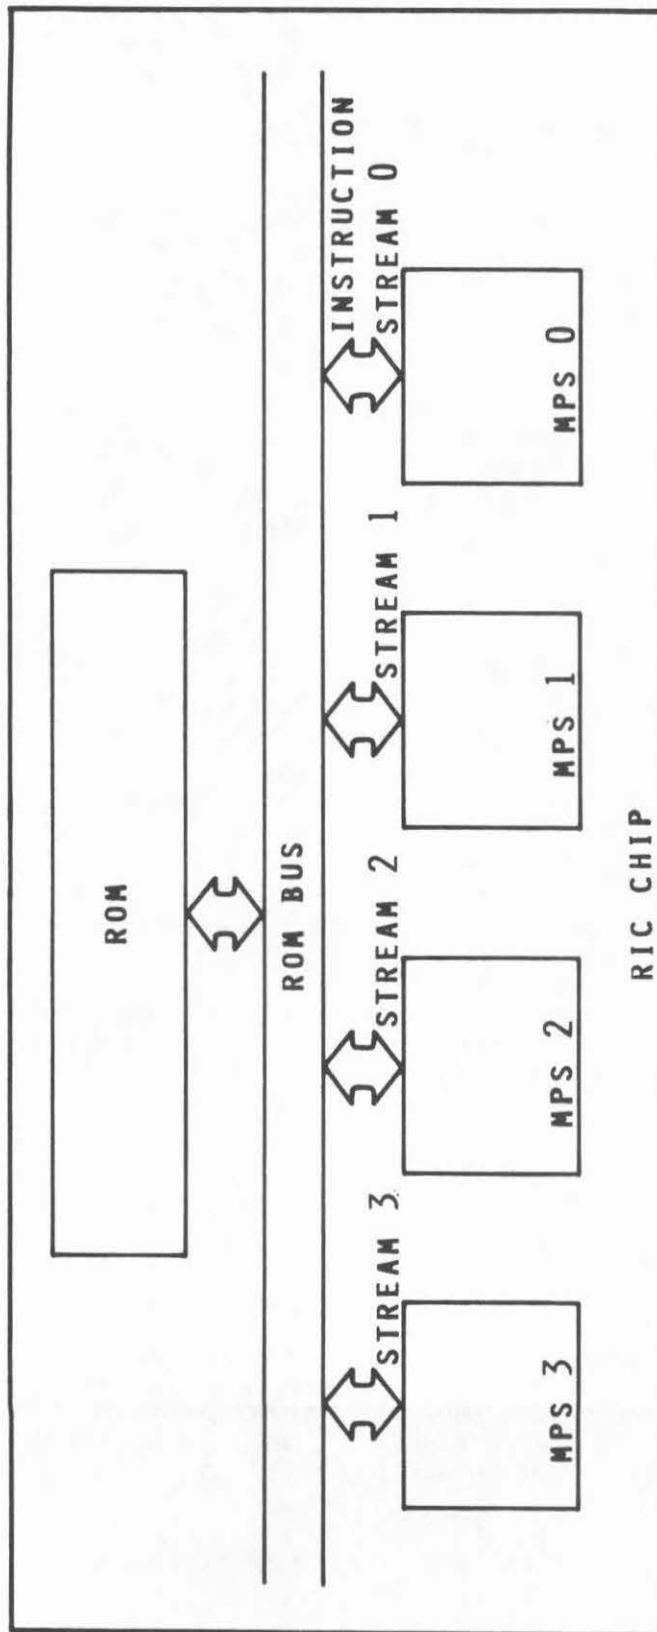 ROM
ROM BUS
INSTRUCTION
STREAM 3
STREAM 2
STREAM 1
STREAM 0
MPS 3
MPS 2
MPS 1
MPS 0
RIC CHIP